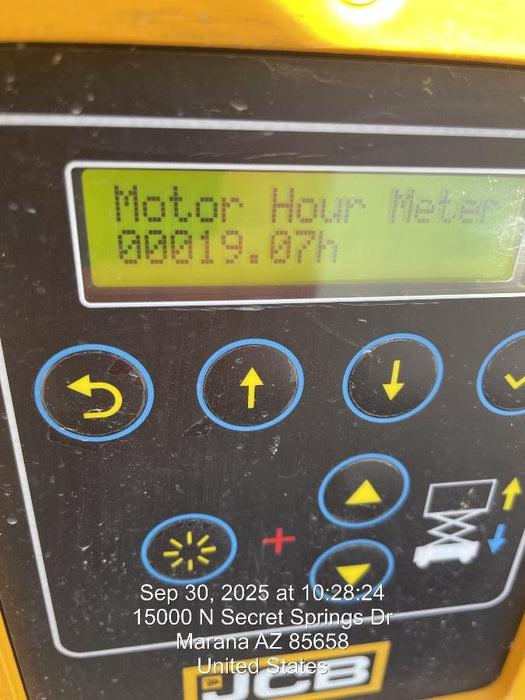 Motor Hour Meter
00019.07h
Sep 30, 2025 at 10:28:24
15000 N Secret Springs Dr
Marana AZ 85658
United States
JCB